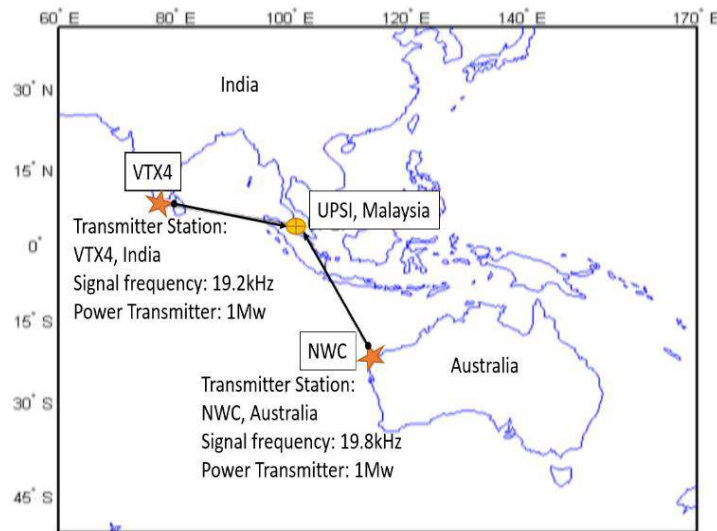 60° E 80° E 100° E 120° E 140° E 170° E
30° N
India
15° N
VTX4
UPSI, Malaysia
Transmitter Station:
VTX4, India
Signal frequency: 19.2kHz
Power Transmitter: 1Mw
0°
15° S
NWC
Australia
Transmitter Station:
NWC, Australia
Signal frequency: 19.8kHz
Power Transmitter: 1Mw
30° S
45° S